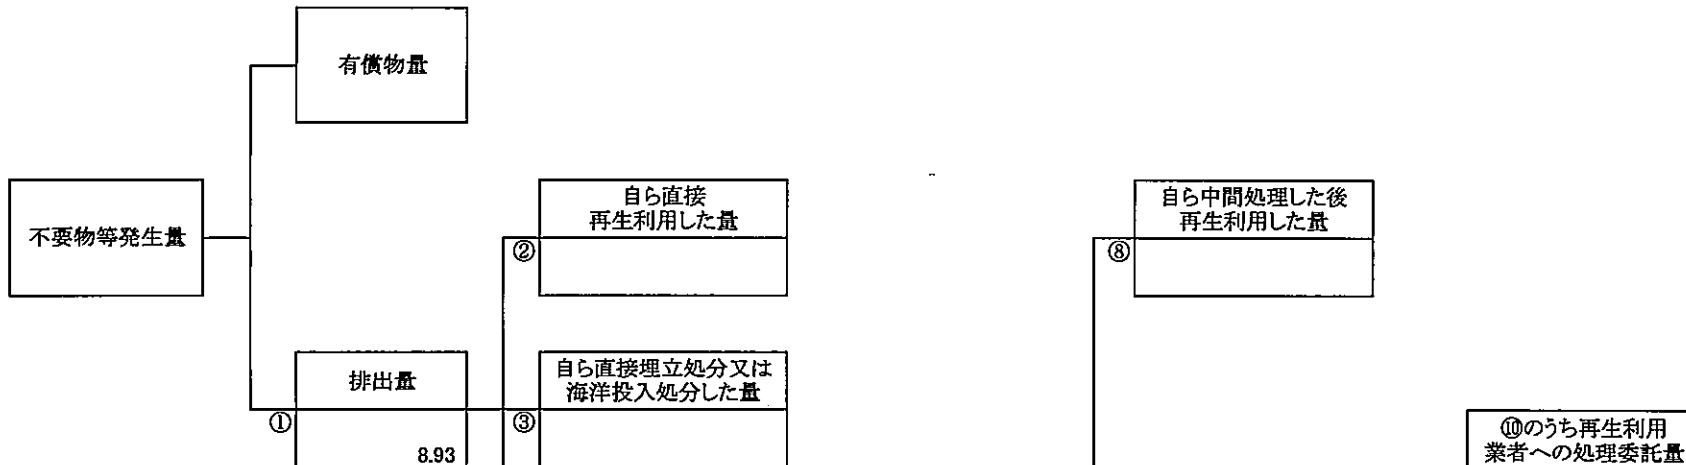 有償物量
不要物等発生量
自ら直接
再生利用した量
②
自ら中間処理した後
再生利用した量
⑧
排出量
①
8.93
自ら直接埋立処分又は
海洋投入処分した量
③
⑩のうち再生利用
業者への処理委託量